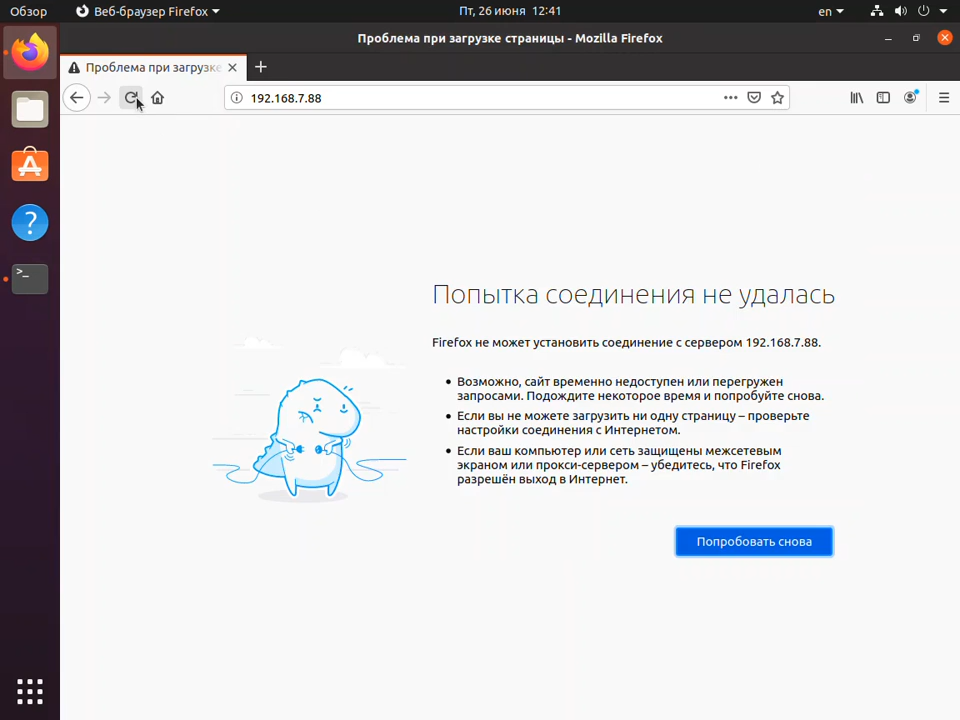 Обзор
Веб-браузер Firefox
Пт, 26 июня 12:41
en
Проблема при загрузке страницы - Mozilla Firefox
Проблема при загрузке
192.168.7.88
Попытка соединения не удалась
Firefox не может установить соединение с сервером 192.168.7.88.
Возможно, сайт временно недоступен или перегружен
запросами. Подождите некоторое время и попробуйте снова.
Если вы не можете загрузить ни одну страницу – проверьте
настройки соединения с Интернетом.
Если ваш компьютер или сеть защищены межсетевым
экраном или прокси-сервером – убедитесь, что Firefox
разрешён выход в Интернет.
Попробовать снова